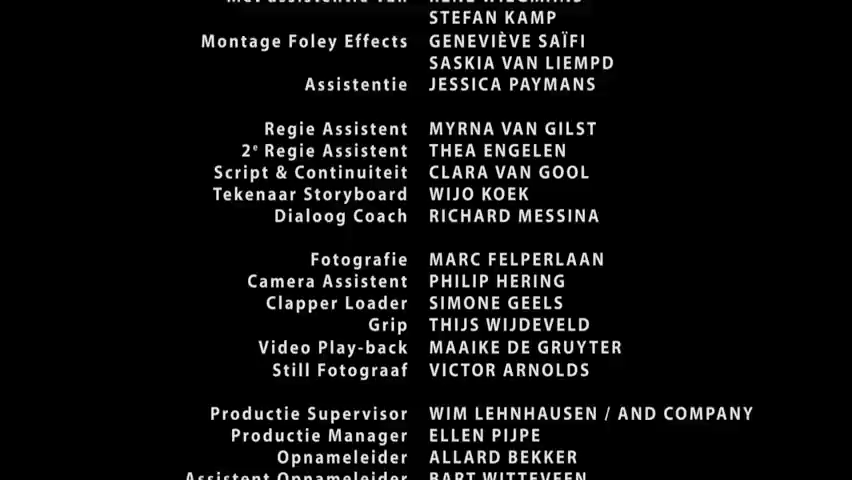 STEFAN KAMP
Montage Foley Effects GENEVIÈVE SAÏFI
SASKIA VAN LIEMPD
Assistentie JESSICA PAYMANS
Regie Assistent MYRNA VAN GILST
2e Regie Assistent THEA ENGELEN
Script & Continuiteit CLARA VAN GOOL
Tekenaar Storyboard WIJO KOEK
Dialoog Coach RICHARD MESSINA
Fotografie MARC FELPERLAAN
Camera Assistent PHILIP HERING
Clapper Loader SIMONE GEELS
Grip THIJS WIJDEVELD
Video Play-back MAAIKE DE GRUYTER
Still Fotograaf VICTOR ARNOLDS
Productie Supervisor WIM LEHNHAUSEN / AND COMPANY
Productie Manager ELLEN PIJPE
Opnameleider ALLARD BEKKER
Assistent Opnameleider BART WITTEVEEN